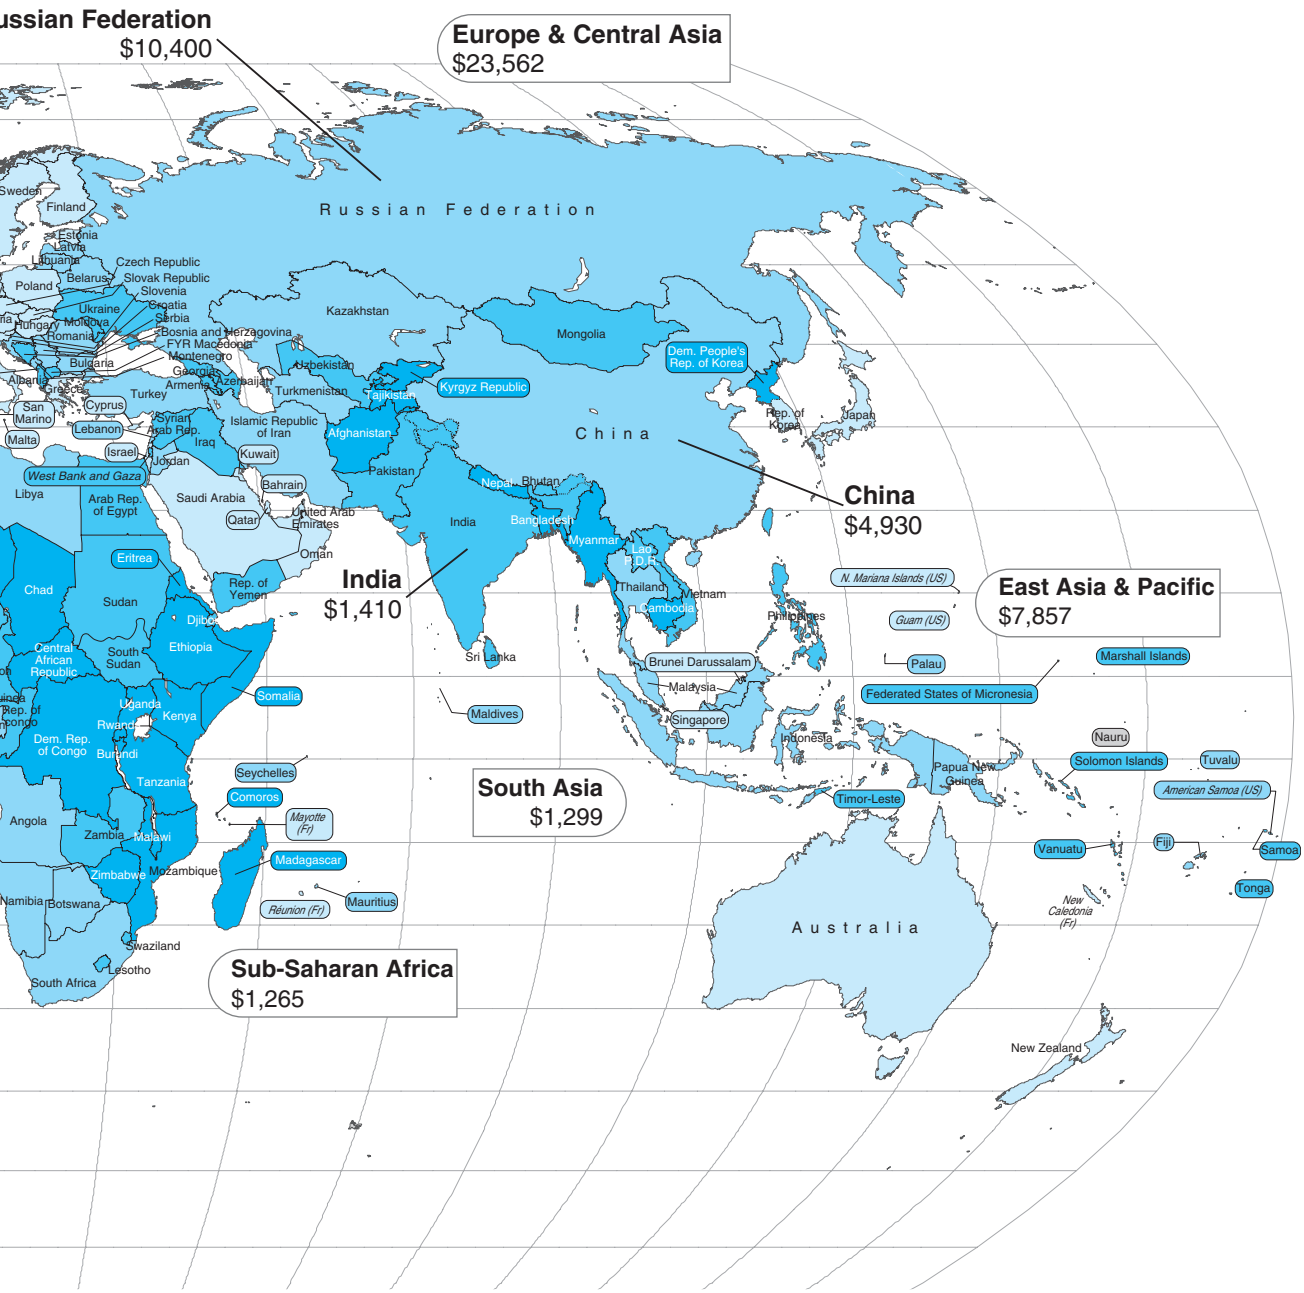 ussian Federation
$10,400
Europe & Central Asia
$23,562
Russian Federation
Sweden
Finland
Estonia
Latvia
Lithuania
Belarus
Poland
Czech Republic
Slovak Republic
Slovenia
Croatia
Serbia
Bosnia and Herzegovina
FYR Macedonia
Montenegro
Ukraine
Moldova
Hungary
Romania
Bulgaria
Georgia
Armenia
Azerbaijan
Albania
Greece
Turkey
Kazakhstan
Uzbekistan
Turkmenistan
Kyrgyz Republic
Tajikistan
Mongolia
Dem. People's
Rep. of Korea
Rep. of
Korea
Japan
China
San
Marino
Malta
Cyprus
Lebanon
Syrian
Arab Rep.
Iraq
Israel
Jordan
West Bank and Gaza
Islamic Republic
of Iran
Kuwait
Bahrain
Qatar
United Arab
Emirates
Saudi Arabia
Oman
Rep. of
Yemen
Afghanistan
Pakistan
Nepal
Bhutan
India
Bangladesh
Myanmar
Lao
P.D.R.
Thailand
Vietnam
Cambodia
Philippines
China
$4,930
India
$1,410
Sri Lanka
Maldives
Libya
Arab Rep.
of Egypt
Chad
Sudan
Eritrea
Djibou
Ethiopia
Central
African
Republic
South
Sudan
Somalia
Uganda
Kenya
Rwanda
Burundi
Rep. of
congo
Dem. Rep.
of Congo
Tanzania
Seychelles
Comoros
Mayotte
(Fr)
Angola
Zambia
Malawi
Mozambique
Zimbabwe
Madagascar
Mauritius
Réunion (Fr)
Namibia
Botswana
Swaziland
Lesotho
South Africa
Sub-Saharan Africa
$1,265
South Asia
$1,299
East Asia & Pacific
$7,857
N. Mariana Islands (US)
Guam (US)
Palau
Marshall Islands
Federated States of Micronesia
Brunei Darussalam
Malaysia
Singapore
Indonesia
Papua New
Guinea
Timor-Leste
Nauru
Solomon Islands
Tuvalu
American Samoa (US)
Vanuatu
Fiji
Samoa
Tonga
New
Caledonia
(Fr)
Australia
New Zealand